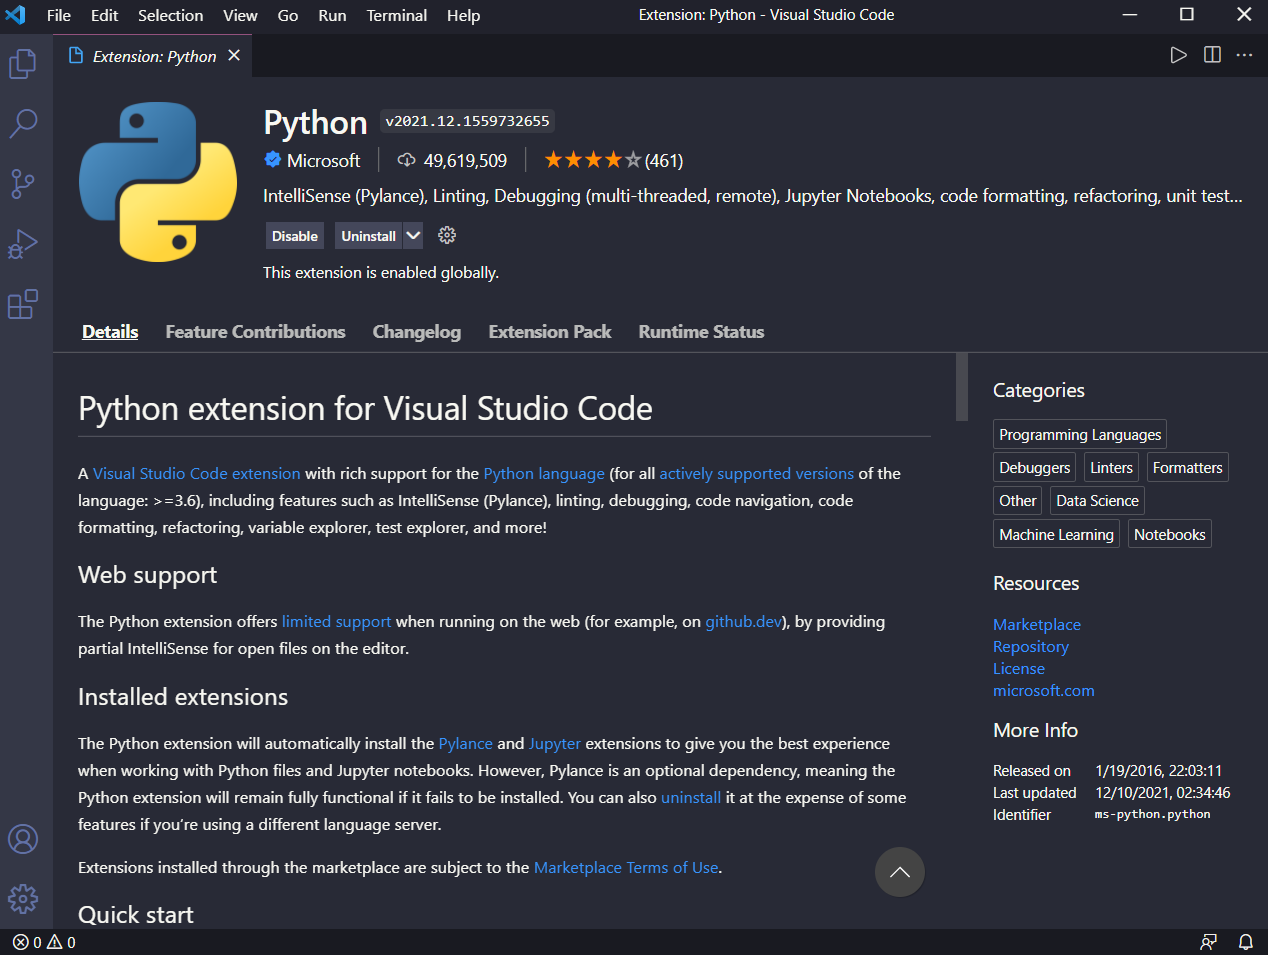 File Edit Selection View Go Run Terminal Help Extension: Python - Visual Studio Code
Extension: Python
Python v2021.12.1559732655
Microsoft 49,619,509 (461)
IntelliSense (Pylance), Linting, Debugging (multi-threaded, remote), Jupyter Notebooks, code formatting, refactoring, unit test...
Disable Uninstall
This extension is enabled globally.
Details Feature Contributions Changelog Extension Pack Runtime Status
Python extension for Visual Studio Code
A Visual Studio Code extension with rich support for the Python language (for all actively supported versions of the
language: >=3.6), including features such as IntelliSense (Pylance), linting, debugging, code navigation, code
formatting, refactoring, variable explorer, test explorer, and more!
Web support
The Python extension offers limited support when running on the web (for example, on github.dev), by providing
partial IntelliSense for open files on the editor.
Installed extensions
The Python extension will automatically install the Pylance and Jupyter extensions to give you the best experience
when working with Python files and Jupyter notebooks. However, Pylance is an optional dependency, meaning the
Python extension will remain fully functional if it fails to be installed. You can also uninstall it at the expense of some
features if you're using a different language server.
Extensions installed through the marketplace are subject to the Marketplace Terms of Use.
Quick start
Categories
Programming Languages
Debuggers Linters Formatters
Other Data Science
Machine Learning Notebooks
Resources
Marketplace
Repository
License
microsoft.com
More Info
Released on 1/19/2016, 22:03:11
Last updated 12/10/2021, 02:34:46
Identifier ms-python.python
0 0